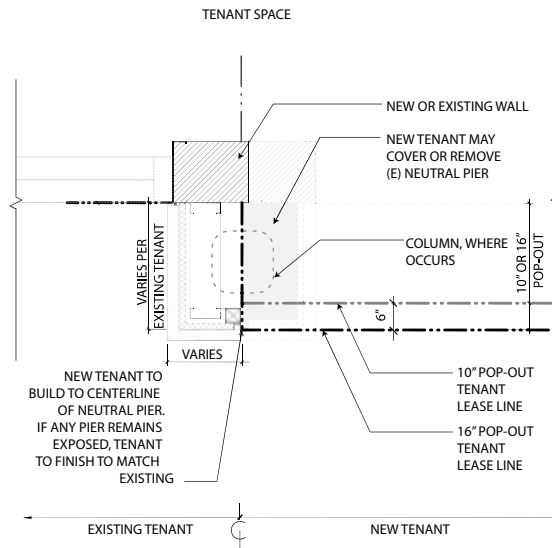 TENANT SPACE
NEW OR EXISTING WALL
NEW TENANT MAY
COVER OR REMOVE
(E) NEUTRAL PIER
VARIES PER
EXISTING TENANT
COLUMN, WHERE
OCCURS
10” OR 16”
POP-OUT
6”
VARIES
NEW TENANT TO
BUILD TO CENTERLINE
OF NEUTRAL PIER.
IF ANY PIER REMAINS
EXPOSED, TENANT
TO FINISH TO MATCH
EXISTING
10” POP-OUT
TENANT
LEASE LINE
16” POP-OUT
TENANT
LEASE LINE
EXISTING TENANT
℄
NEW TENANT